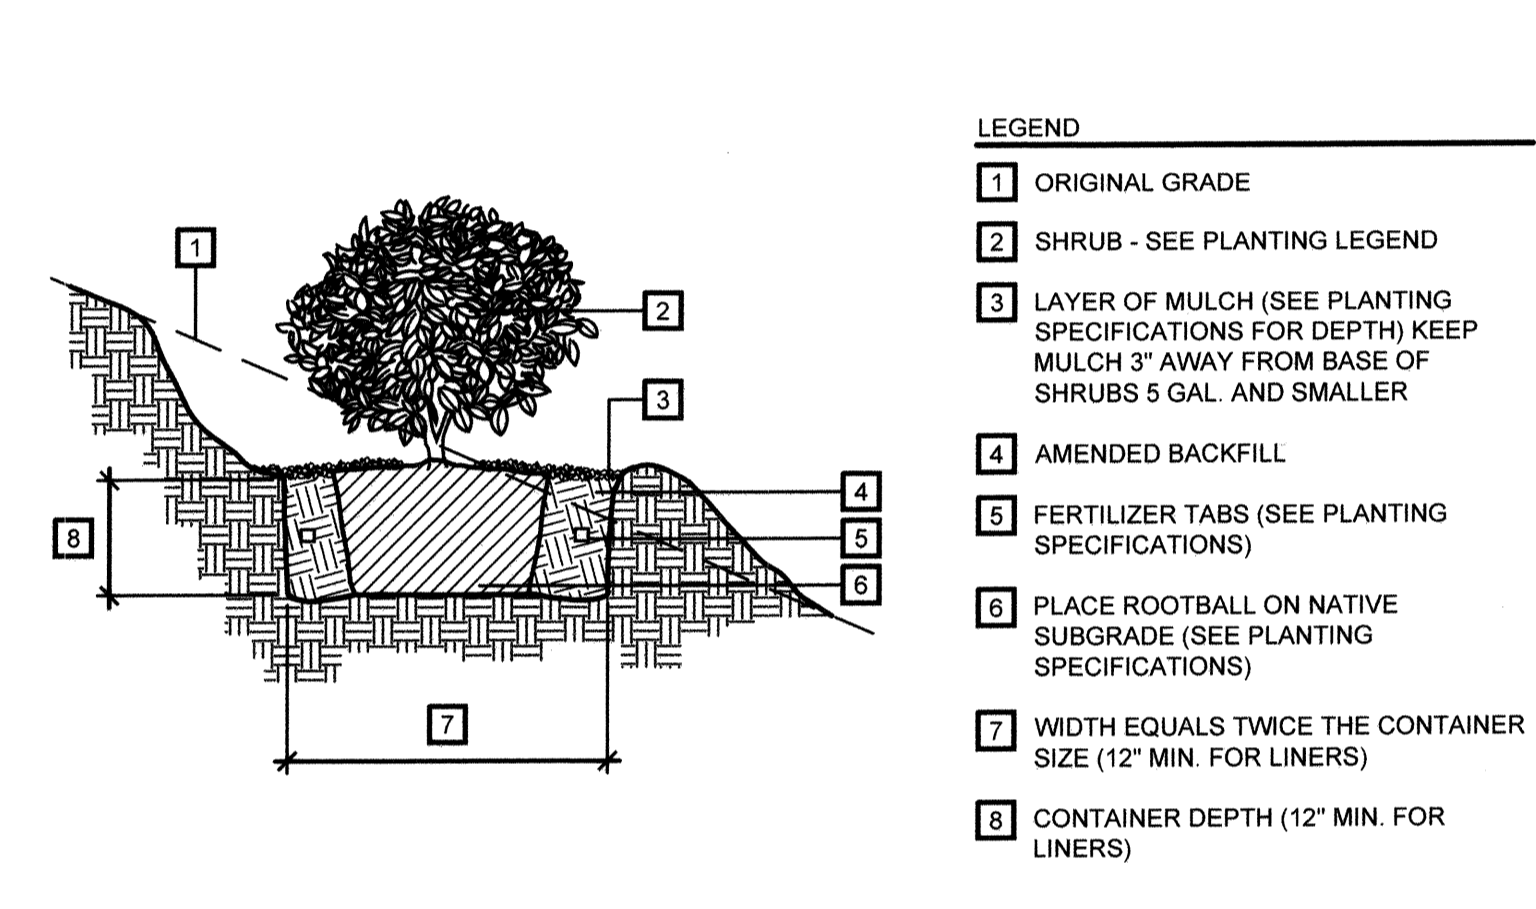 LEGEND
1 ORIGINAL GRADE
2 SHRUB - SEE PLANTING LEGEND
3 LAYER OF MULCH (SEE PLANTING
SPECIFICATIONS FOR DEPTH) KEEP
MULCH 3" AWAY FROM BASE OF
SHRUBS 5 GAL. AND SMALLER
4 AMENDED BACKFILL
5 FERTILIZER TABS (SEE PLANTING
SPECIFICATIONS)
6 PLACE ROOTBALL ON NATIVE
SUBGRADE (SEE PLANTING
SPECIFICATIONS)
7 WIDTH EQUALS TWICE THE CONTAINER
SIZE (12" MIN. FOR LINERS)
8 CONTAINER DEPTH (12" MIN. FOR
LINERS)
1
2
3
4
5
6
8
7